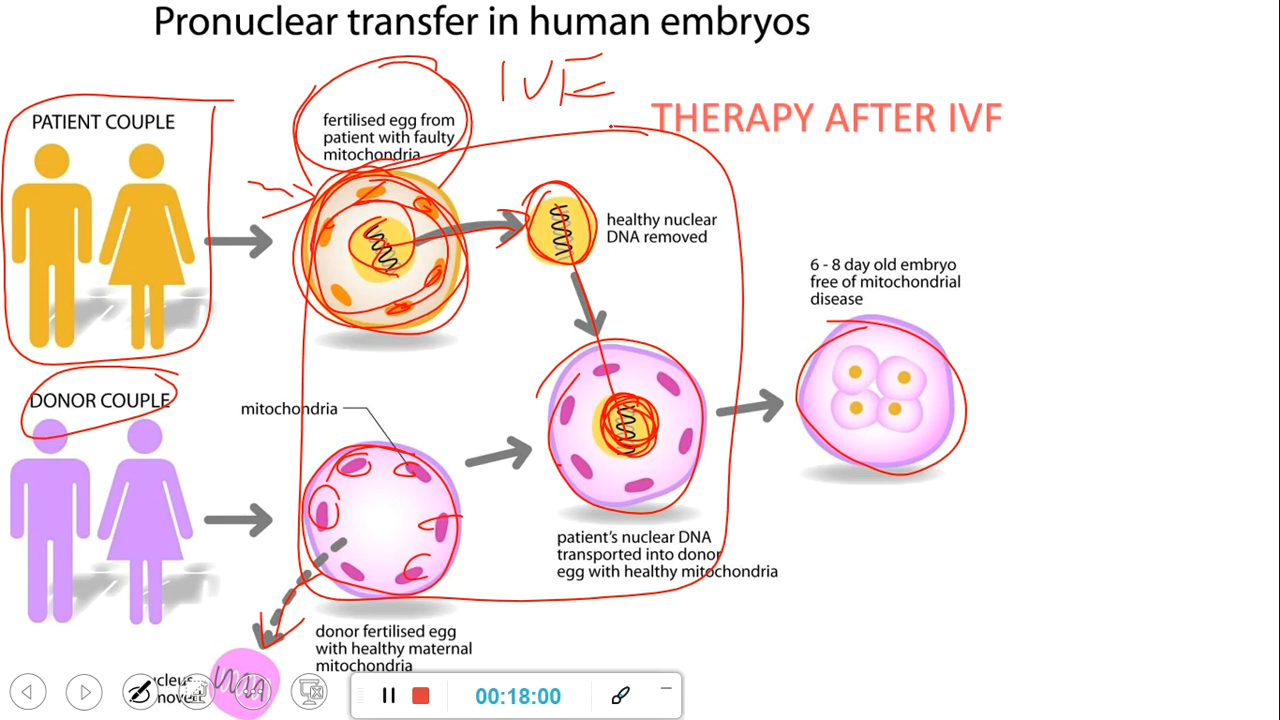 Pronuclear transfer in human embryos
IVF
THERAPY AFTER IVF
PATIENT COUPLE
fertilised egg from
patient with faulty
mitochondria
healthy nuclear
DNA removed
6 - 8 day old embryo
free of mitochondrial
disease
DONOR COUPLE
mitochondria
patient's nuclear DNA
transported into donor
egg with healthy mitochondria
donor fertilised egg
with healthy maternal
mitochondria
00:18:00